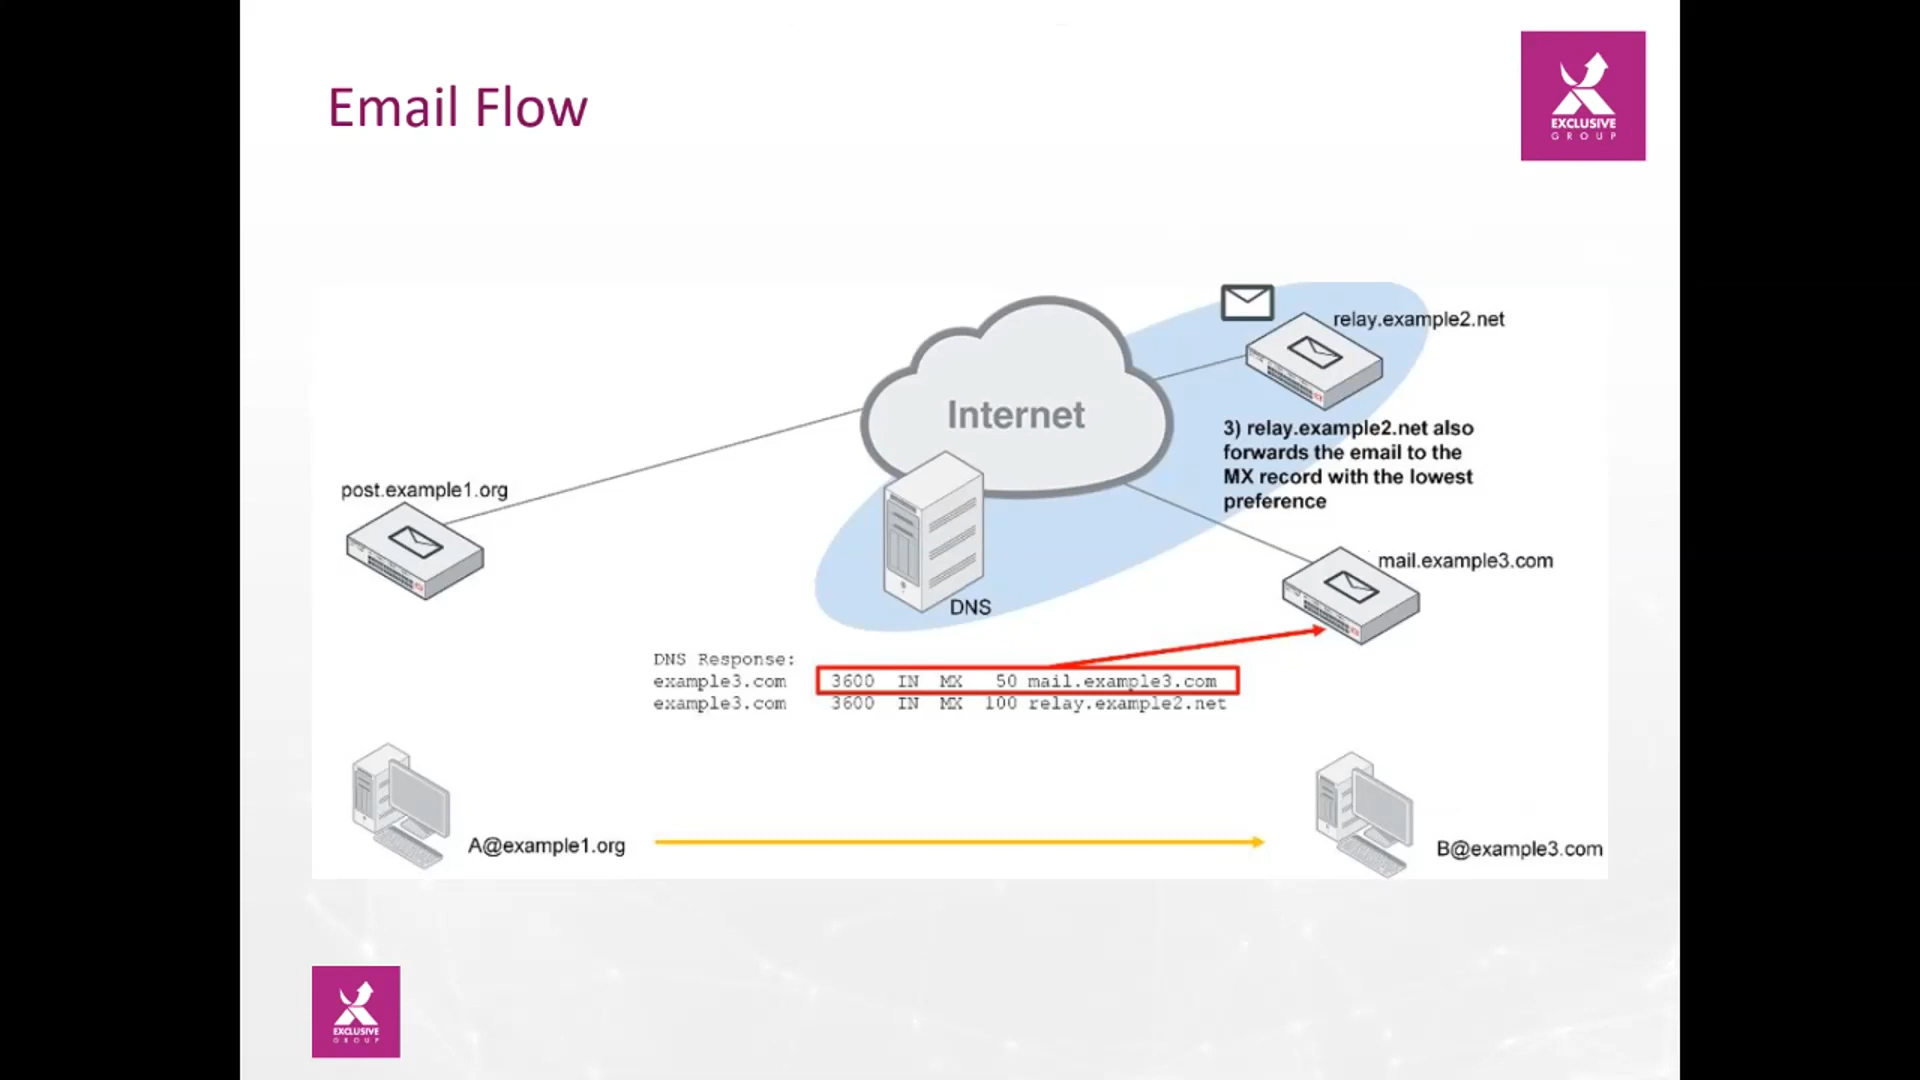 Email Flow
EXCLUSIVE
GROUP
Internet
relay.example2.net
3) relay.example2.net also
forwards the email to the
MX record with the lowest
preference
post.example1.org
mail.example3.com
DNS
DNS Response:
example3.com 3600 IN MX 50 mail.example3.com
example3.com 3600 IN MX 100 relay.example2.net
A@example1.org
B@example3.com
EXCLUSIVE
GROUP